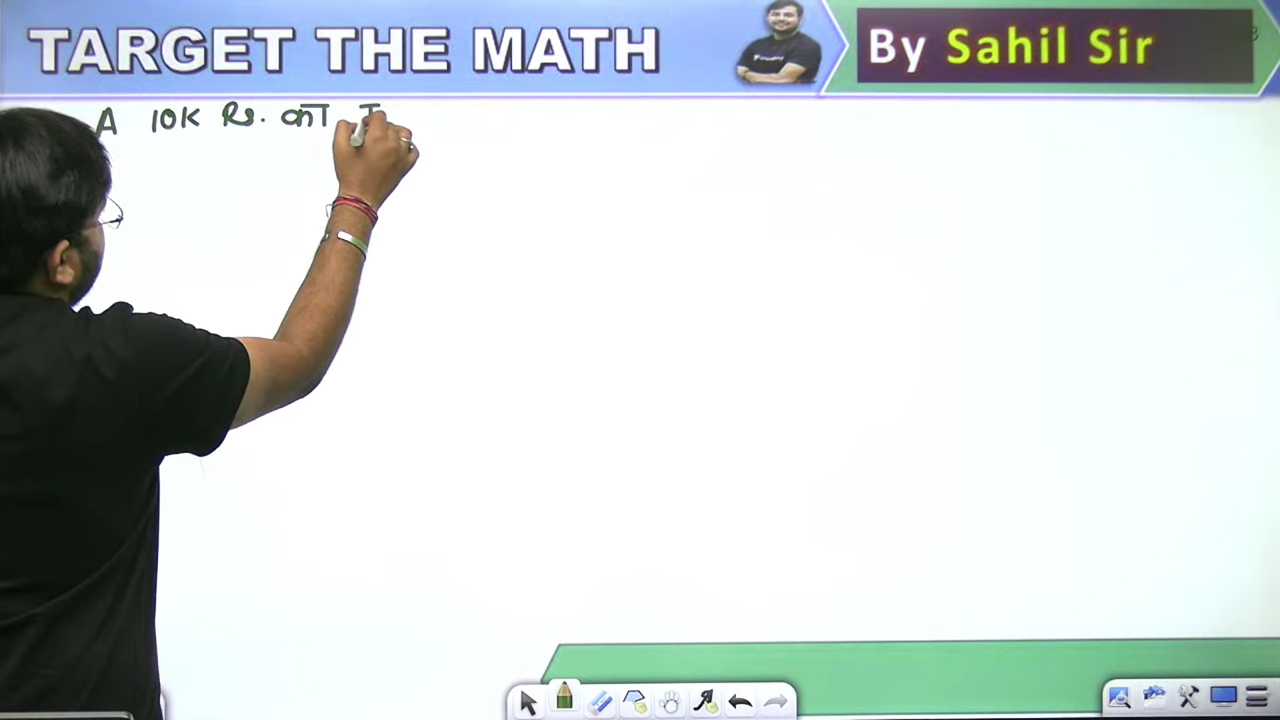 TARGET THE MATH
By Sahil Sir
A 10K Rs. का